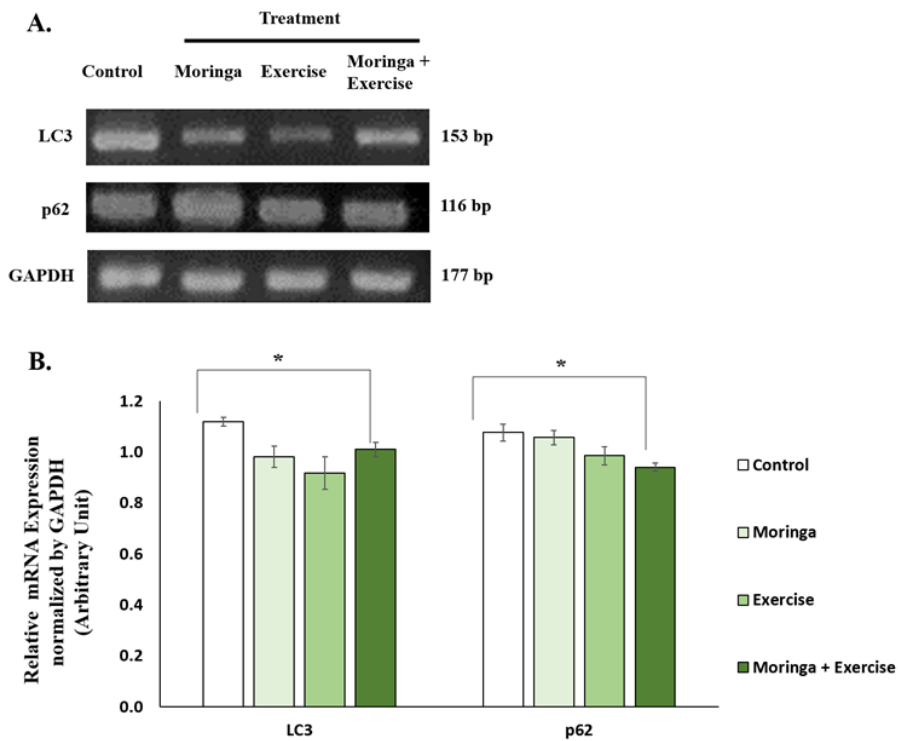 A.
Treatment
Control
Moringa
Exercise
Moringa +
Exercise
LC3
153 bp
p62
116 bp
GAPDH
177 bp
B.
*
*
Relative mRNA Expression
normalized by GAPDH
(Arbitrary Unit)
1.2
1.0
0.8
0.6
0.4
0.2
0.0
LC3
p62
Control
Moringa
Exercise
Moringa + Exercise